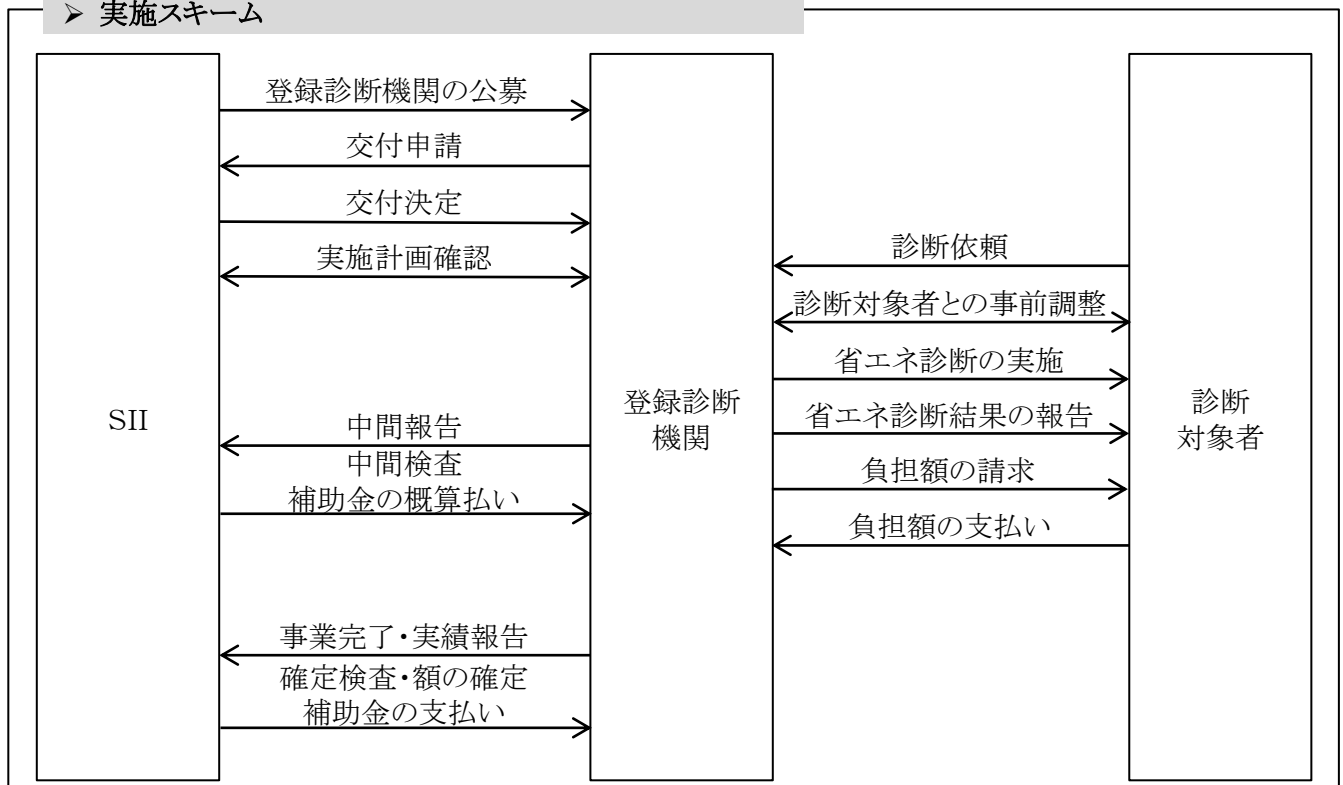 ➢ 実施スキーム
SII
登録診断機関の公募
交付申請
交付決定
実施計画確認
中間報告
中間検査
補助金の概算払い
事業完了・実績報告
確定検査・額の確定
補助金の支払い
登録診断
機関
診断依頼
診断対象者との事前調整
省エネ診断の実施
省エネ診断結果の報告
負担額の請求
負担額の支払い
診断
対象者